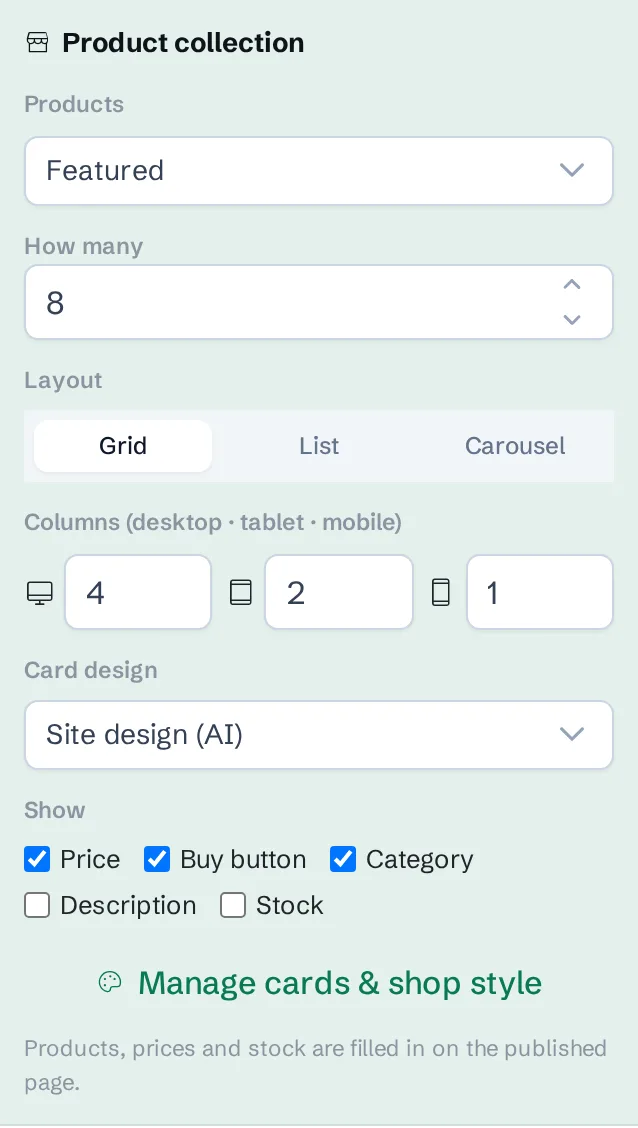 Product collection
Products
Featured
How many
8
Layout
Grid List Carousel
Columns (desktop · tablet · mobile)
4 2 1
Card design
Site design (AI)
Show
Price Buy button Category
Description Stock
Manage cards & shop style
Products, prices and stock are filled in on the published
page.